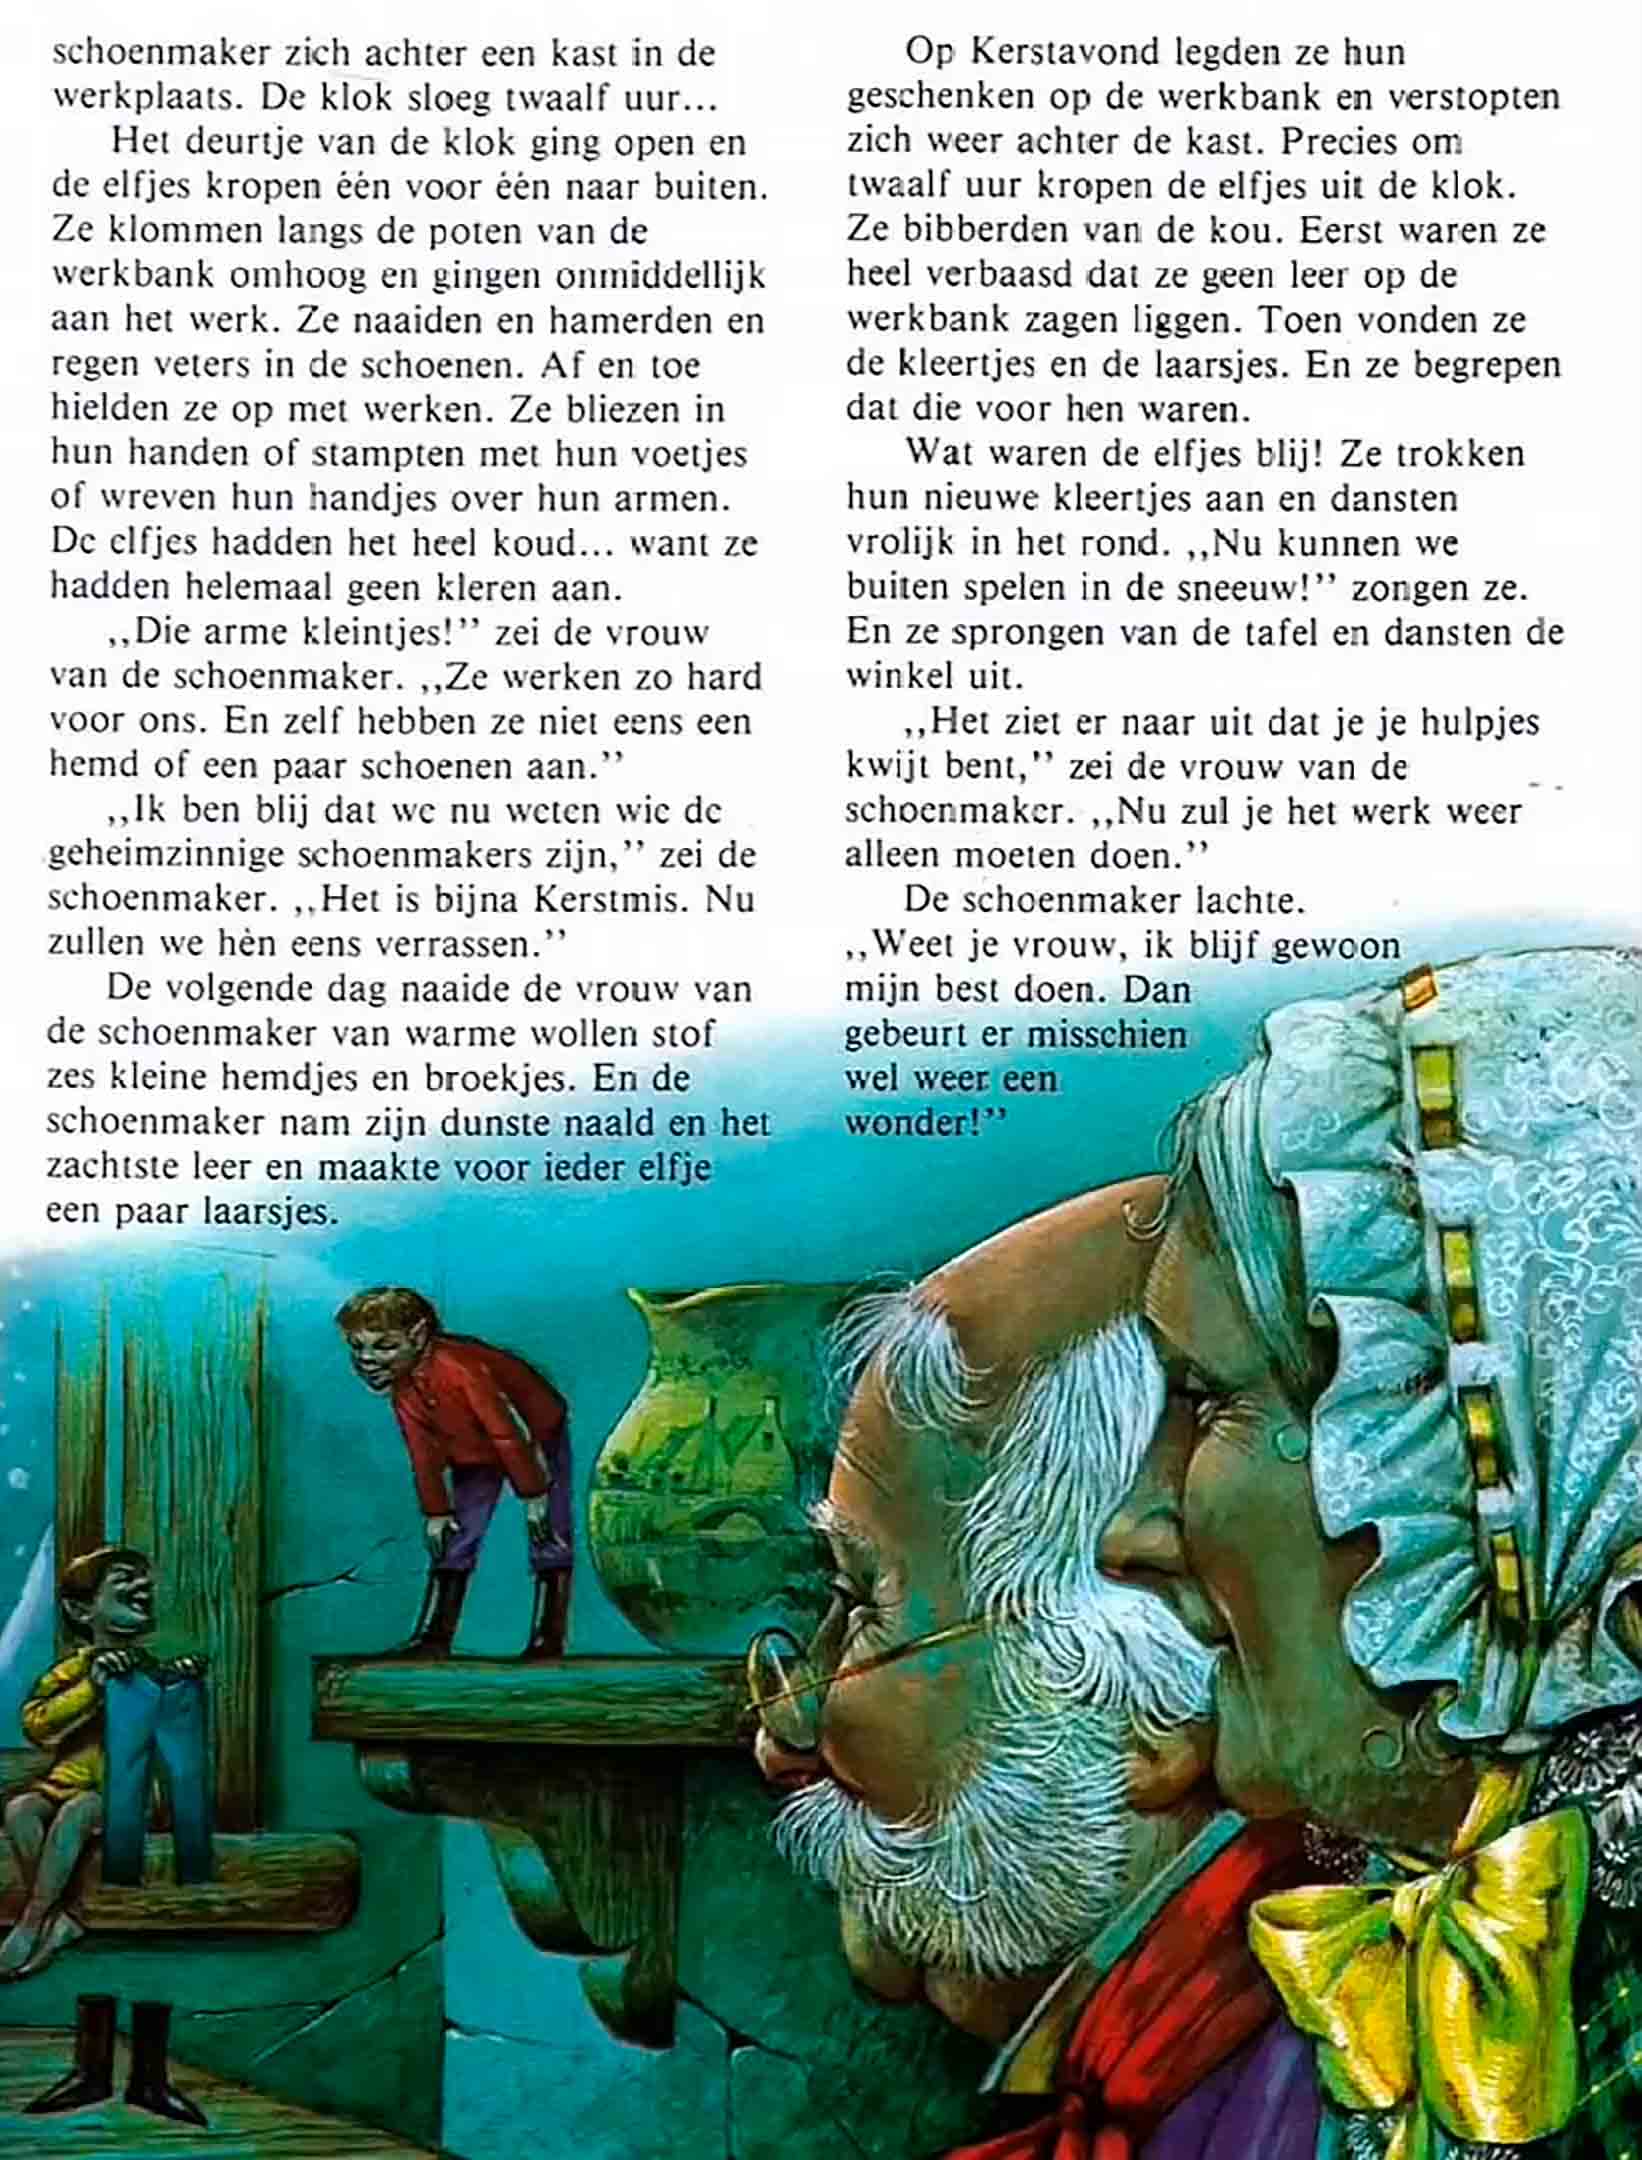 schoenmaker zich achter een kast in de
werkplaats. De klok sloeg twaalf uur...
Het deurtje van de klok ging open en
de elfjes kropen één voor één naar buiten.
Ze klommen langs de poten van de
werkbank omhoog en gingen onmiddellijk
aan het werk. Ze naaiden en hamerden en
regen veters in de schoenen. Af en toe
hielden ze op met werken. Ze bliezen in
hun handen of stampten met hun voetjes
of wreven hun handjes over hun armen.
De elfjes hadden het heel koud... want ze
hadden helemaal geen kleren aan.
,,Die arme kleintjes!’’ zei de vrouw
van de schoenmaker. ,,Ze werken zo hard
voor ons. En zelf hebben ze niet eens een
hemd of een paar schoenen aan.’’
,,Ik ben blij dat we nu weten wie de
geheimzinnige schoenmakers zijn,’’ zei de
schoenmaker. ,,Het is bijna Kerstmis. Nu
zullen we hèn eens verrassen.’’
De volgende dag naaide de vrouw van
de schoenmaker van warme wollen stof
zes kleine hemdjes en broekjes. En de
schoenmaker nam zijn dunste naald en het
zachtste leer en maakte voor ieder elfje
een paar laarsjes.
Op Kerstavond legden ze hun
geschenken op de werkbank en verstopten
zich weer achter de kast. Precies om
twaalf uur kropen de elfjes uit de klok.
Ze bibberden van de kou. Eerst waren ze
heel verbaasd dat ze geen leer op de
werkbank zagen liggen. Toen vonden ze
de kleertjes en de laarsjes. En ze begrepen
dat die voor hen waren.
Wat waren de elfjes blij! Ze trokken
hun nieuwe kleertjes aan en dansten
vrolijk in het rond. ,,Nu kunnen we
buiten spelen in de sneeuw!’’ zongen ze.
En ze sprongen van de tafel en dansten de
winkel uit.
,,Het ziet er naar uit dat je je hulpjes
kwijt bent,’’ zei de vrouw van de
schoenmaker. ,,Nu zul je het werk weer
alleen moeten doen.’’
De schoenmaker lachte.
,,Weet je vrouw, ik blijf gewoon
mijn best doen. Dan
gebeurt er misschien
wel weer een
wonder!’’